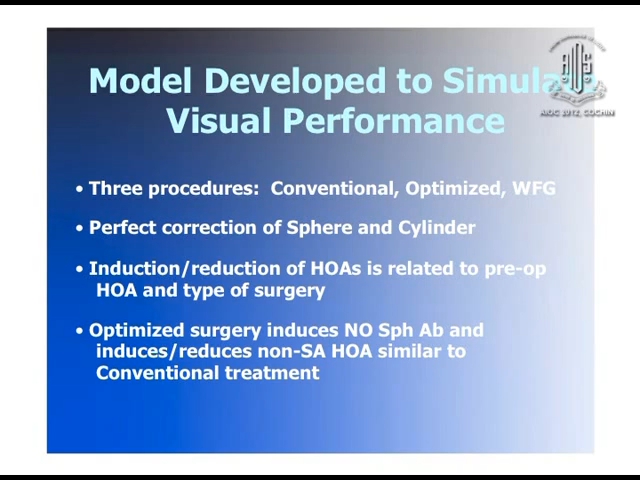 Model Developed to Simulate
Visual Performance
• Three procedures: Conventional, Optimized, WFG
• Perfect correction of Sphere and Cylinder
• Induction/reduction of HOAs is related to pre-op
HOA and type of surgery
• Optimized surgery induces NO Sph Ab and
induces/reduces non-SA HOA similar to
Conventional treatment
AIOS
AIOC 2012, COCHIN